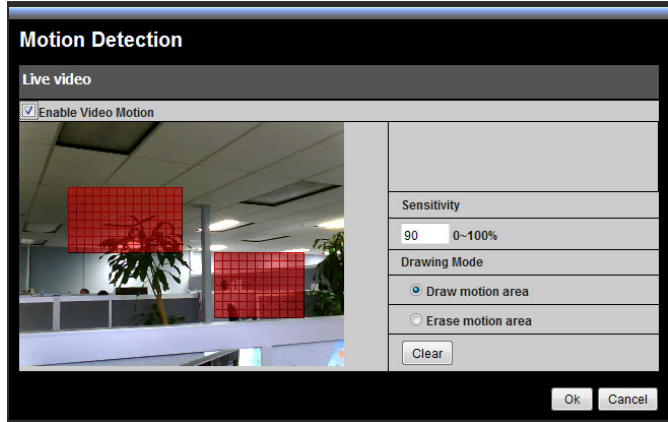 Motion Detection
Live video
Enable Video Motion
Sensitivity
90 0~100%
Drawing Mode
Draw motion area
Erase motion area
Clear
Ok Cancel